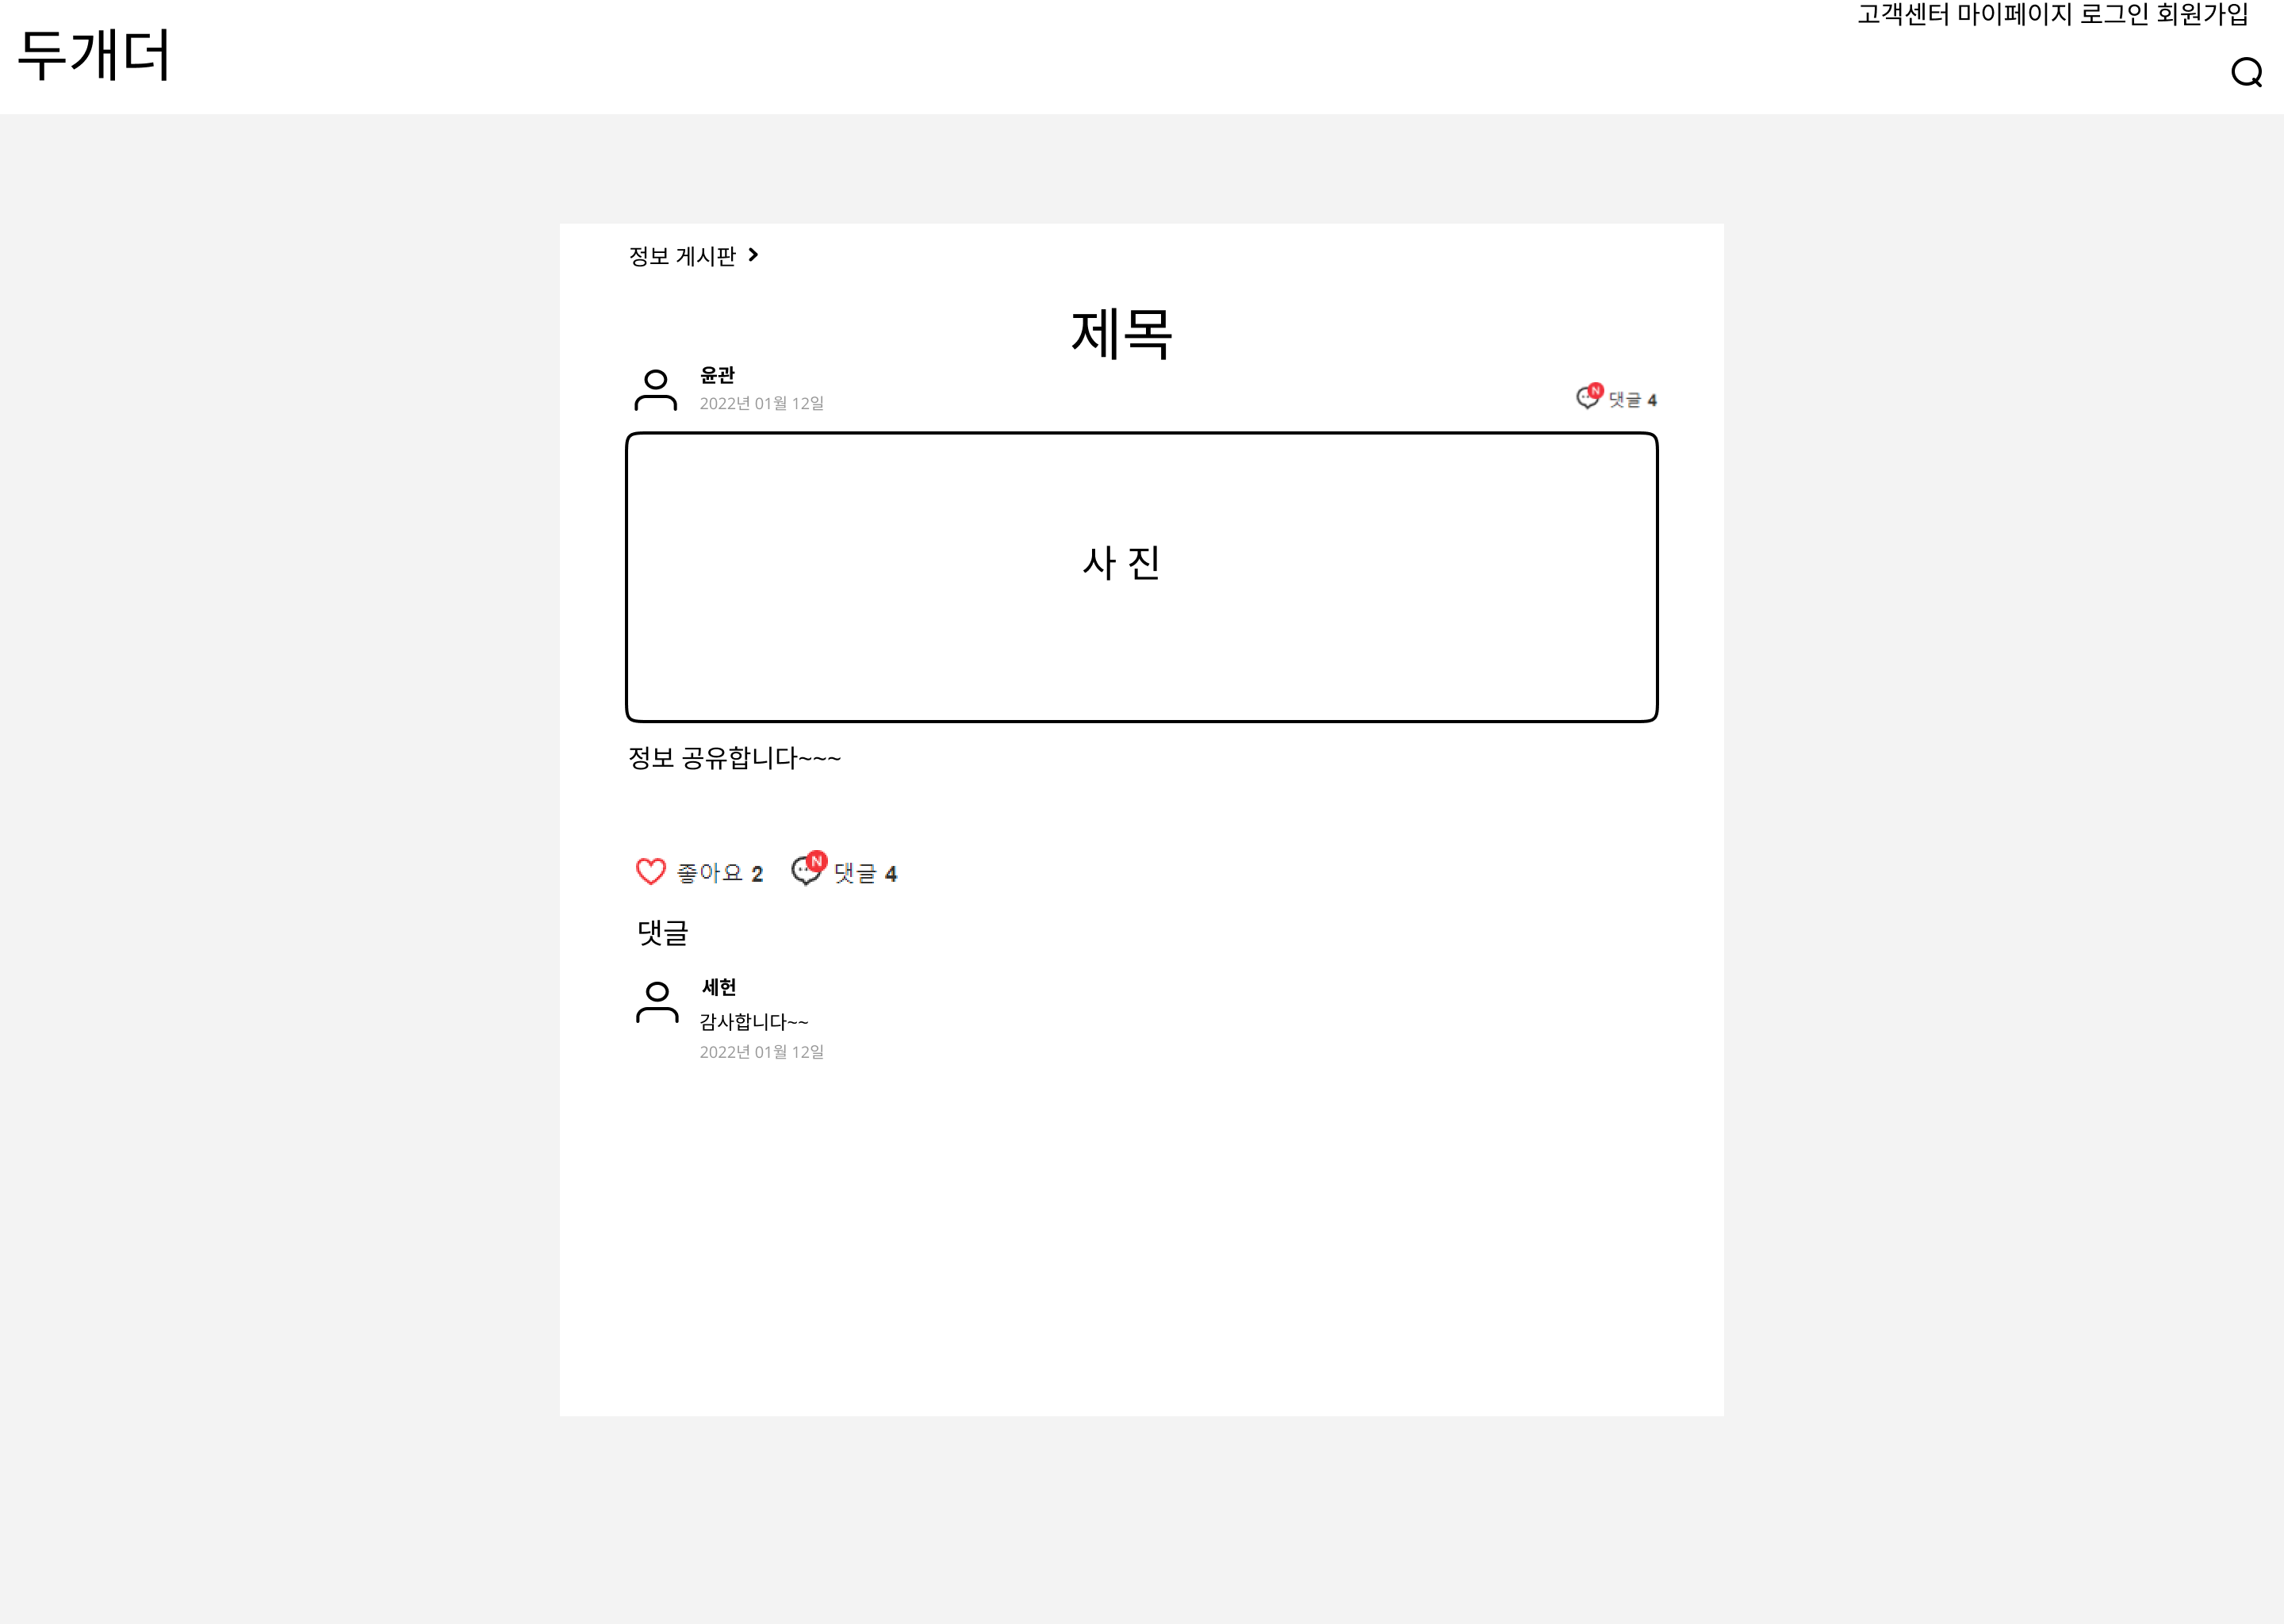 고객센터 마이페이지 로그인 회원가입
두개더
정보 게시판
제목
윤관
2022년 01월 12일
N 댓글 4
사 진
정보 공유합니다~~~
좋아요 2 N 댓글 4
댓글
세헌
감사합니다~~
2022년 01월 12일